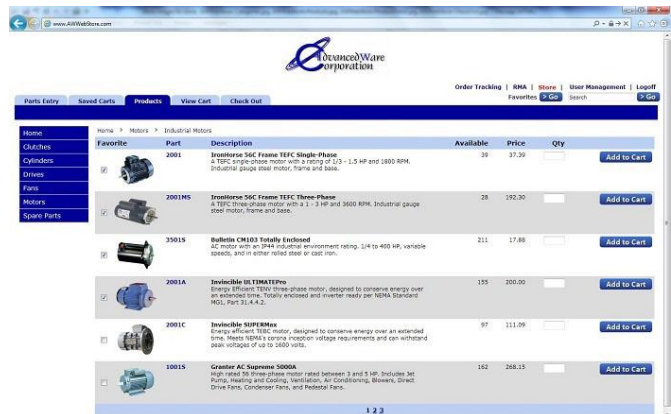 www.AWWebStore.com
AdvancedWare
Corporation
Order Tracking | RMA | Store | User Management | Logoff
Favorites > Go Search > Go
Parts Entry Saved Carts Products View Cart Check Out
Home > Motors > Industrial Motors
Home
Clutches
Cylinders
Drives
Fans
Motors
Spare Parts
Favorite Part Description Available Price Qty
2001 IronHorse 56C Frame TEFC Single-Phase 39 37.39 Add to Cart
A TEFC single-phase motor with a rating of 1/3 - 1.5 HP and 1800 RPM.
Industrial gauge steel motor, frame and base.
2001MS IronHorse 56C Frame TEFC Three-Phase 28 192.30 Add to Cart
A TEFC three-phase motor with a 1 - 3 HP and 3600 RPM. Industrial gauge
steel motor, frame and base.
3501S Bulletin CM103 Totally Enclosed 211 17.88 Add to Cart
AC motor with an IP44 industrial environment rating. 1/4 to 400 HP, variable
speeds, and in either rolled steel or cast iron.
2001A Invincible ULTIMATEPro 155 200.00 Add to Cart
Energy Efficient TENV three-phase motor, designed to conserve energy over
an extended time. Totally enclosed and inverter ready per NEMA Standard
MG1, Part 31.4.4.2.
2001C Invincible SUPERMax 97 111.09 Add to Cart
Energy efficient TEBC motor, designed to conserve energy over an extended
time. Meets NEMA's corona inception voltage requirements and can withstand
peak voltages of up to 1600 volts.
1001S Granter AC Supreme 5000A 162 268.15 Add to Cart
High rated 56 three-phase motor rated between 3 and 5 HP. Includes Jet
Pump, Heating and Cooling, Ventilation, Air Conditioning, Blowers, Direct
Drive Fans, Condenser Fans, and Pedestal Fans.
1 2 3